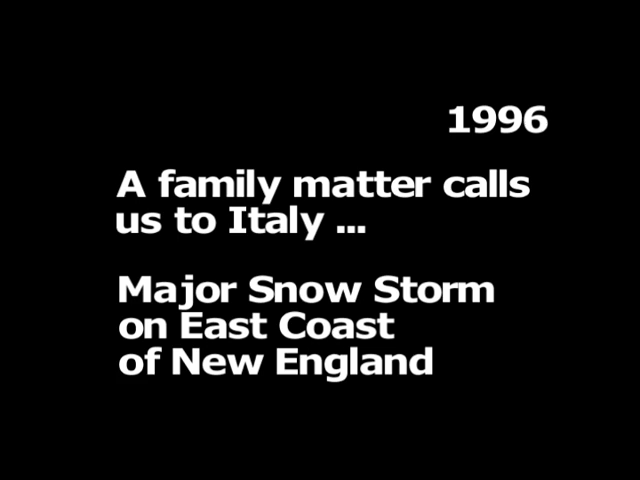 1996
A family matter calls
us to Italy ...
Major Snow Storm
on East Coast
of New England